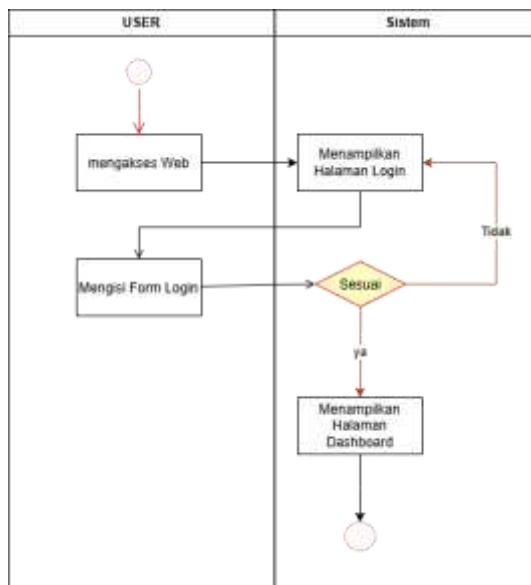 USER
Sistem
mengakses Web
Menampilkan
Halaman Login
Tidak
Mengisi Form Login
Sesuai
ya
Menampilkan
Halaman
Dashboard